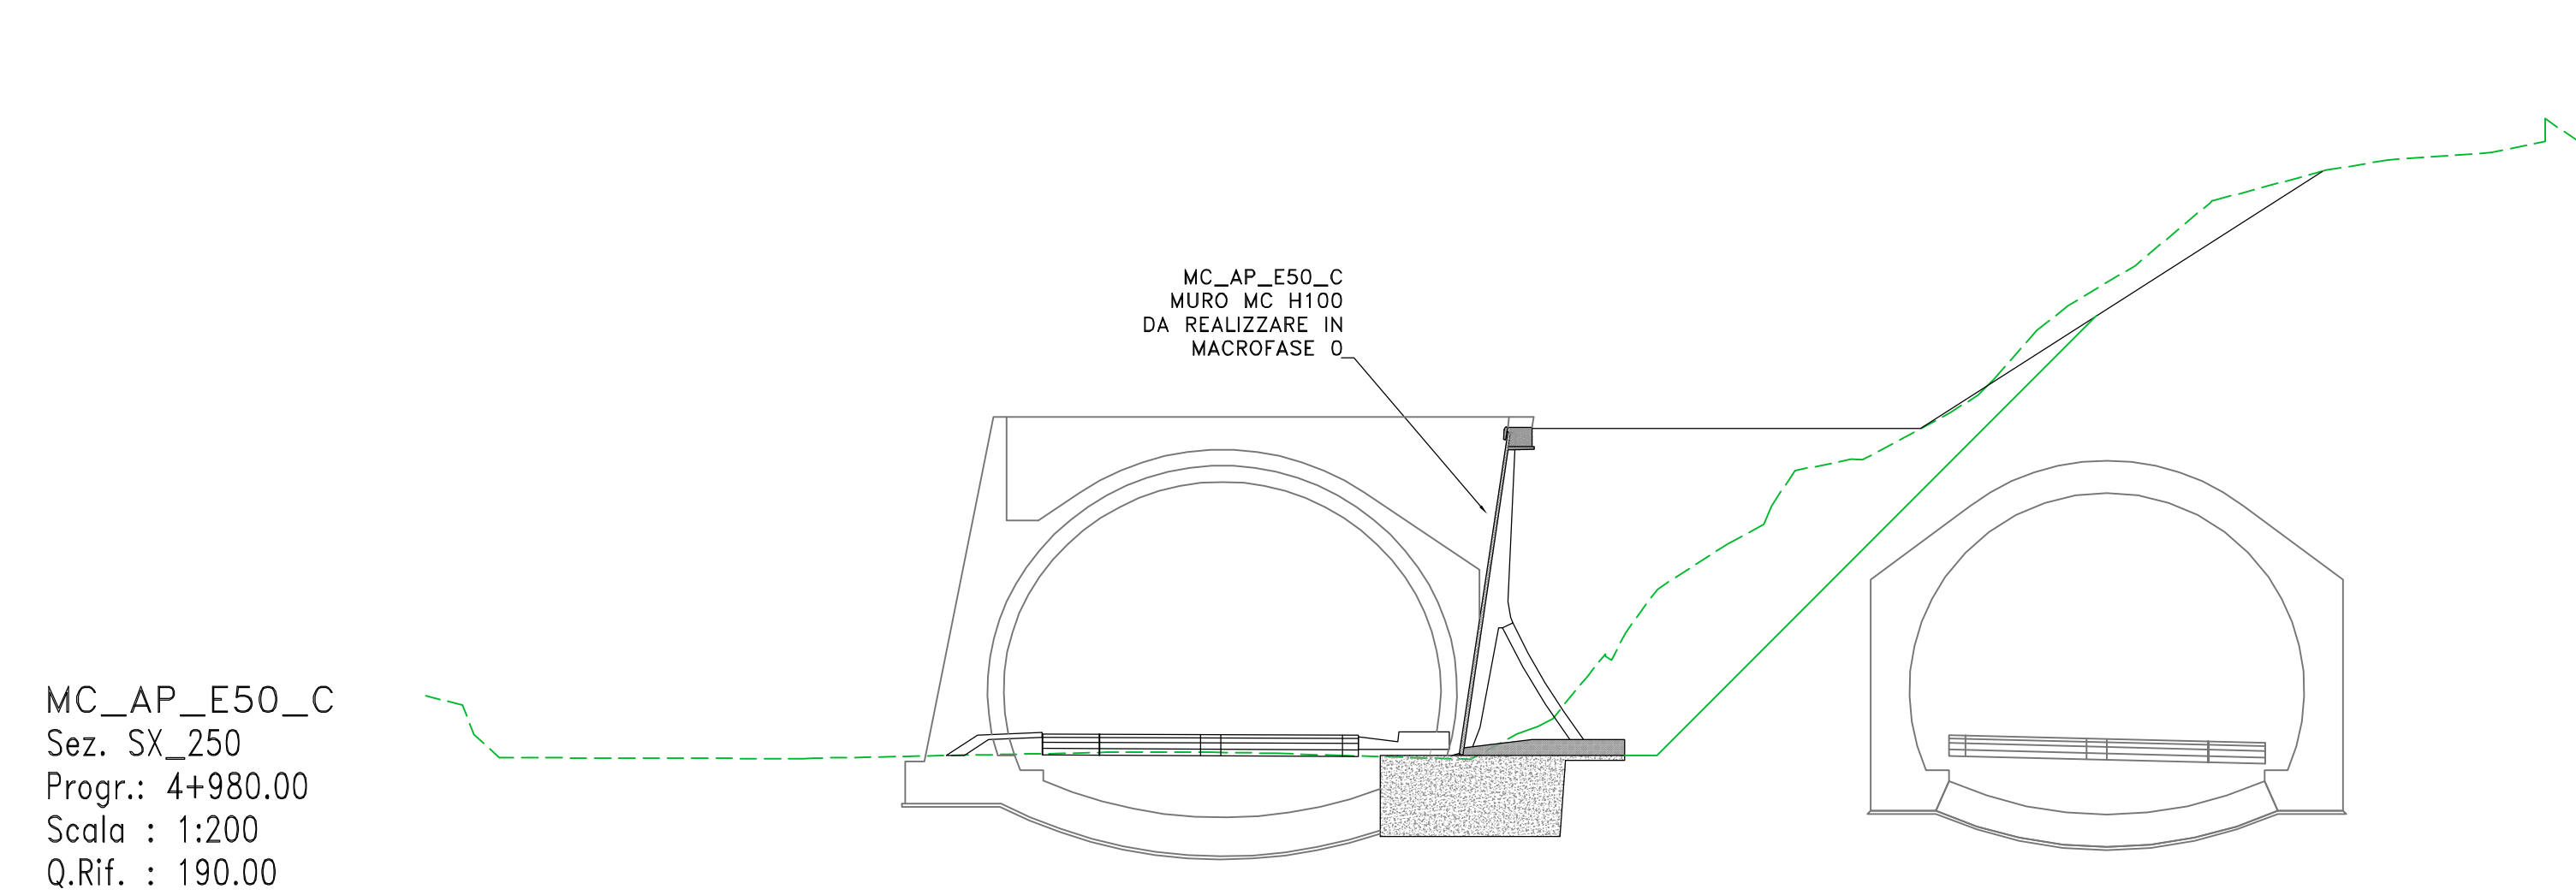 MC_AP_E50_C
MURO MC H100
DA REALIZZARE IN
MACROFASE 0
MC_AP_E50_C
Sez. SX_250
Progr.: 4+980.00
Scala : 1:200
Q.Rif. : 190.00